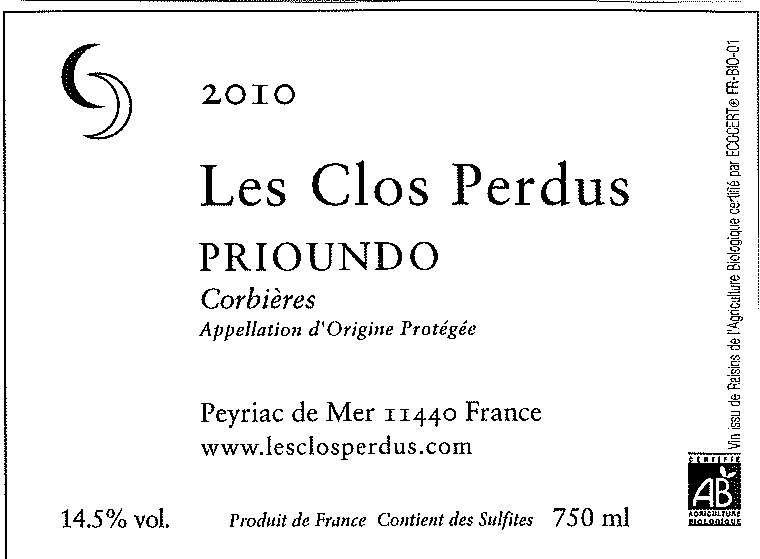 2010
Les Clos Perdus
PRIOUNDO
Corbières
Appellation d'Origine Protégée
Peyriac de Mer 11440 France
www.lesclosperdus.com
14.5% vol.
Produit de France Contient des Sulfites 750 ml
Vin issu de Raisins de l'Agriculture Biologique certifié par ECOCERT® FR-BIO-01
CERTIFIÉ
AB
AGRICULTURE
BIOLOGIQUE